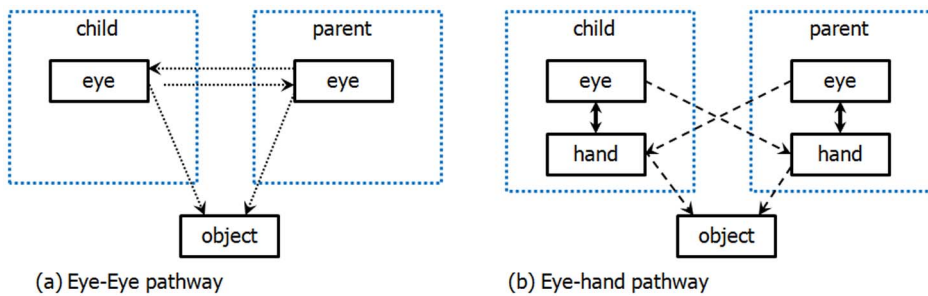 child
parent
eye
eye
object
(a) Eye-Eye pathway
child
parent
eye
eye
hand
hand
object
(b) Eye-hand pathway